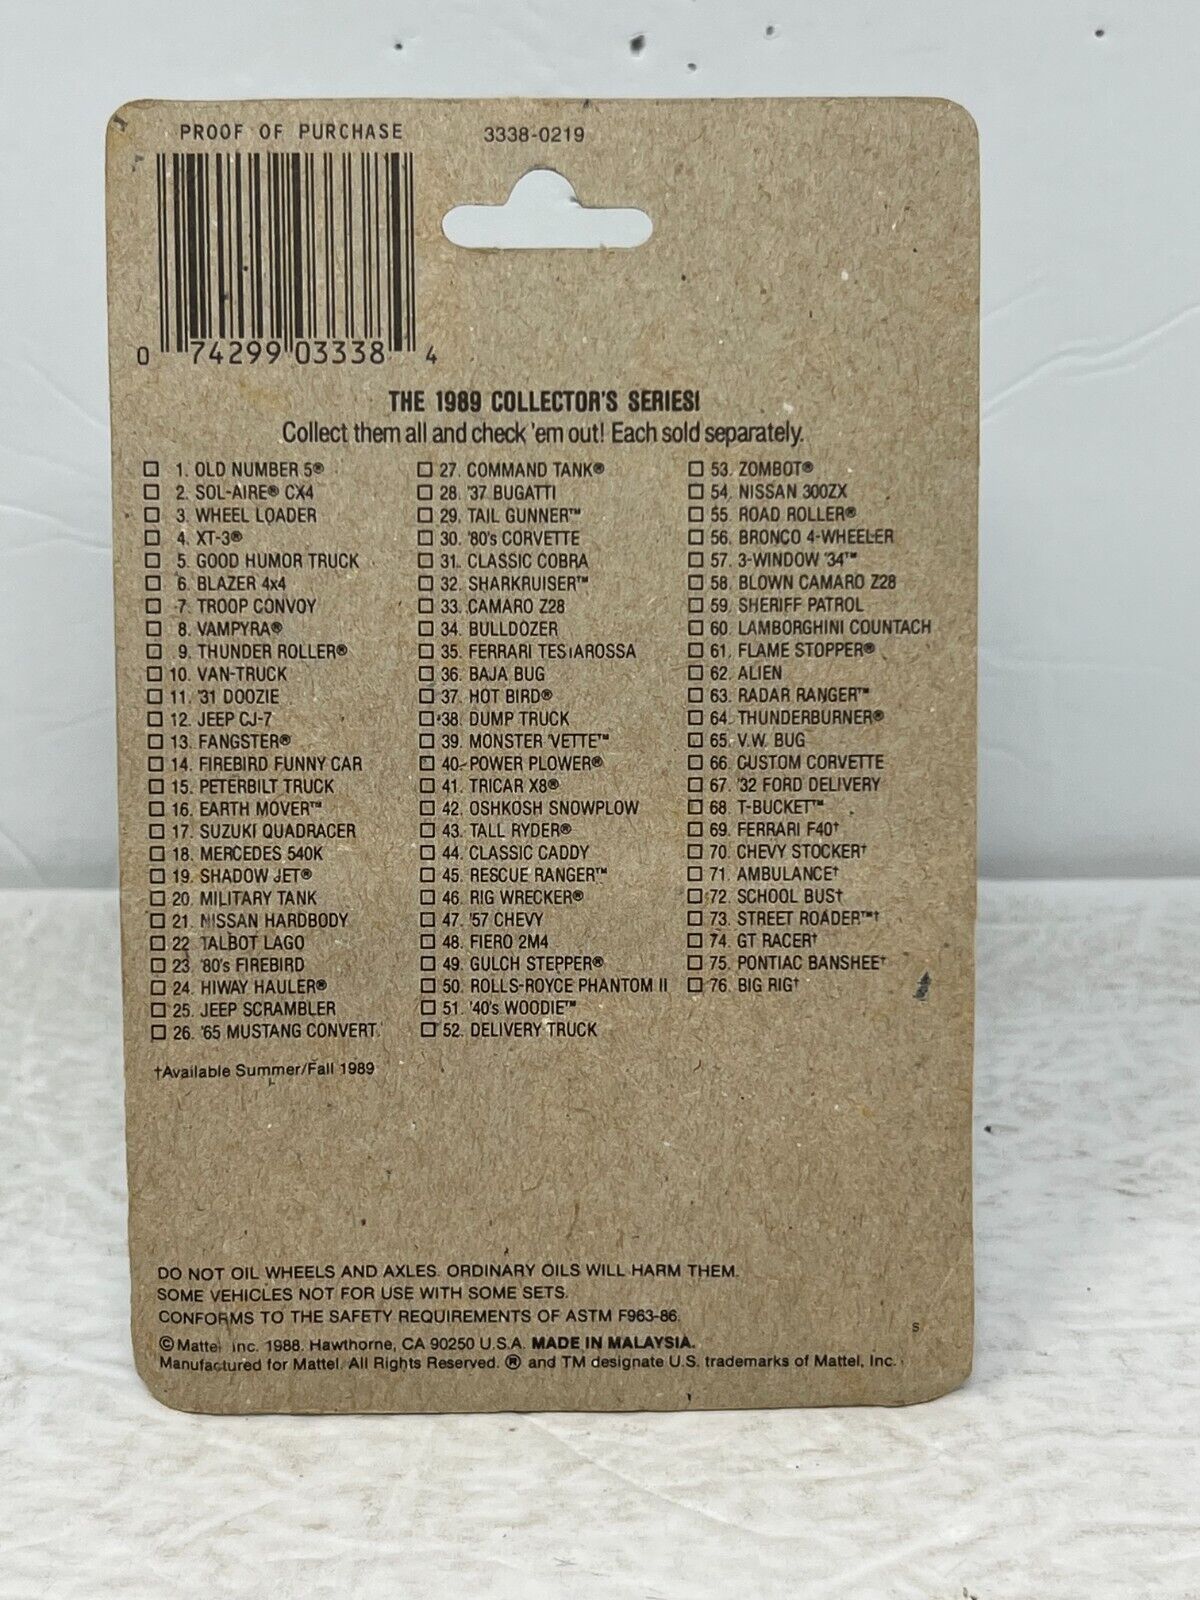 PROOF OF PURCHASE
3338-0219
0 74299 03338 4
THE 1989 COLLECTOR'S SERIES!
Collect them all and check 'em out! Each sold separately.
1. OLD NUMBER 5®
2. SOL-AIRE® CX4
3. WHEEL LOADER
4. XT-3®
5. GOOD HUMOR TRUCK
6. BLAZER 4x4
7. TROOP CONVOY
8. VAMPYRA®
9. THUNDER ROLLER®
10. VAN-TRUCK
11. '31 DOOZIE
12. JEEP CJ-7
13. FANGSTER®
14. FIREBIRD FUNNY CAR
15. PETERBILT TRUCK
16. EARTH MOVER™
17. SUZUKI QUADRACER
18. MERCEDES 540K
19. SHADOW JET®
20. MILITARY TANK
21. NISSAN HARDBODY
22. TALBOT LAGO
23. '80's FIREBIRD
24. HIWAY HAULER®
25. JEEP SCRAMBLER
26. '65 MUSTANG CONVERT.
27. COMMAND TANK®
28. '37 BUGATTI
29. TAIL GUNNER™
30. '80's CORVETTE
31. CLASSIC COBRA
32. SHARKRUISER™
33. CAMARO Z28
34. BULLDOZER
35. FERRARI TESTAROSSA
36. BAJA BUG
37. HOT BIRD®
38. DUMP TRUCK
39. MONSTER 'VETTE™
40. POWER PLOWER®
41. TRICAR X8®
42. OSHKOSH SNOWPLOW
43. TALL RYDER®
44. CLASSIC CADDY
45. RESCUE RANGER™
46. RIG WRECKER®
47. '57 CHEVY
48. FIERO 2M4
49. GULCH STEPPER®
50. ROLLS-ROYCE PHANTOM II
51. '40's WOODIE™
52. DELIVERY TRUCK
53. ZOMBOT®
54. NISSAN 300ZX
55. ROAD ROLLER®
56. BRONCO 4-WHEELER
57. 3-WINDOW '34™
58. BLOWN CAMARO Z28
59. SHERIFF PATROL
60. LAMBORGHINI COUNTACH
61. FLAME STOPPER®
62. ALIEN
63. RADAR RANGER™
64. THUNDERBURNER®
65. V.W. BUG
66. CUSTOM CORVETTE
67. '32 FORD DELIVERY
68. T-BUCKET™
69. FERRARI F40†
70. CHEVY STOCKER†
71. AMBULANCE†
72. SCHOOL BUS†
73. STREET ROADER™†
74. GT RACER†
75. PONTIAC BANSHEE†
76. BIG RIG†
†Available Summer/Fall 1989
DO NOT OIL WHEELS AND AXLES. ORDINARY OILS WILL HARM THEM.
SOME VEHICLES NOT FOR USE WITH SOME SETS.
CONFORMS TO THE SAFETY REQUIREMENTS OF ASTM F963-86.
S
©Mattel Inc. 1988. Hawthorne, CA 90250 U.S.A. MADE IN MALAYSIA.
Manufactured for Mattel. All Rights Reserved. ® and TM designate U.S. trademarks of Mattel, Inc.